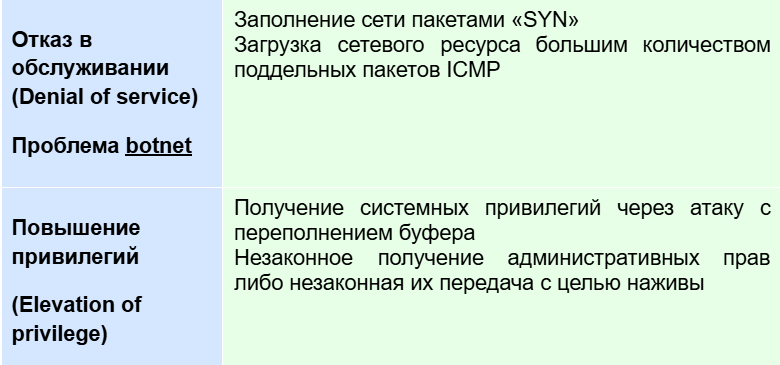 Отказ в
обслуживании
(Denial of service)
Проблема botnet
Заполнение сети пакетами «SYN»
Загрузка сетевого ресурса большим количеством
поддельных пакетов ICMP
Повышение
привилегий
(Elevation of
privilege)
Получение системных привилегий через атаку с
переполнением буфера
Незаконное получение административных прав
либо незаконная их передача с целью наживы